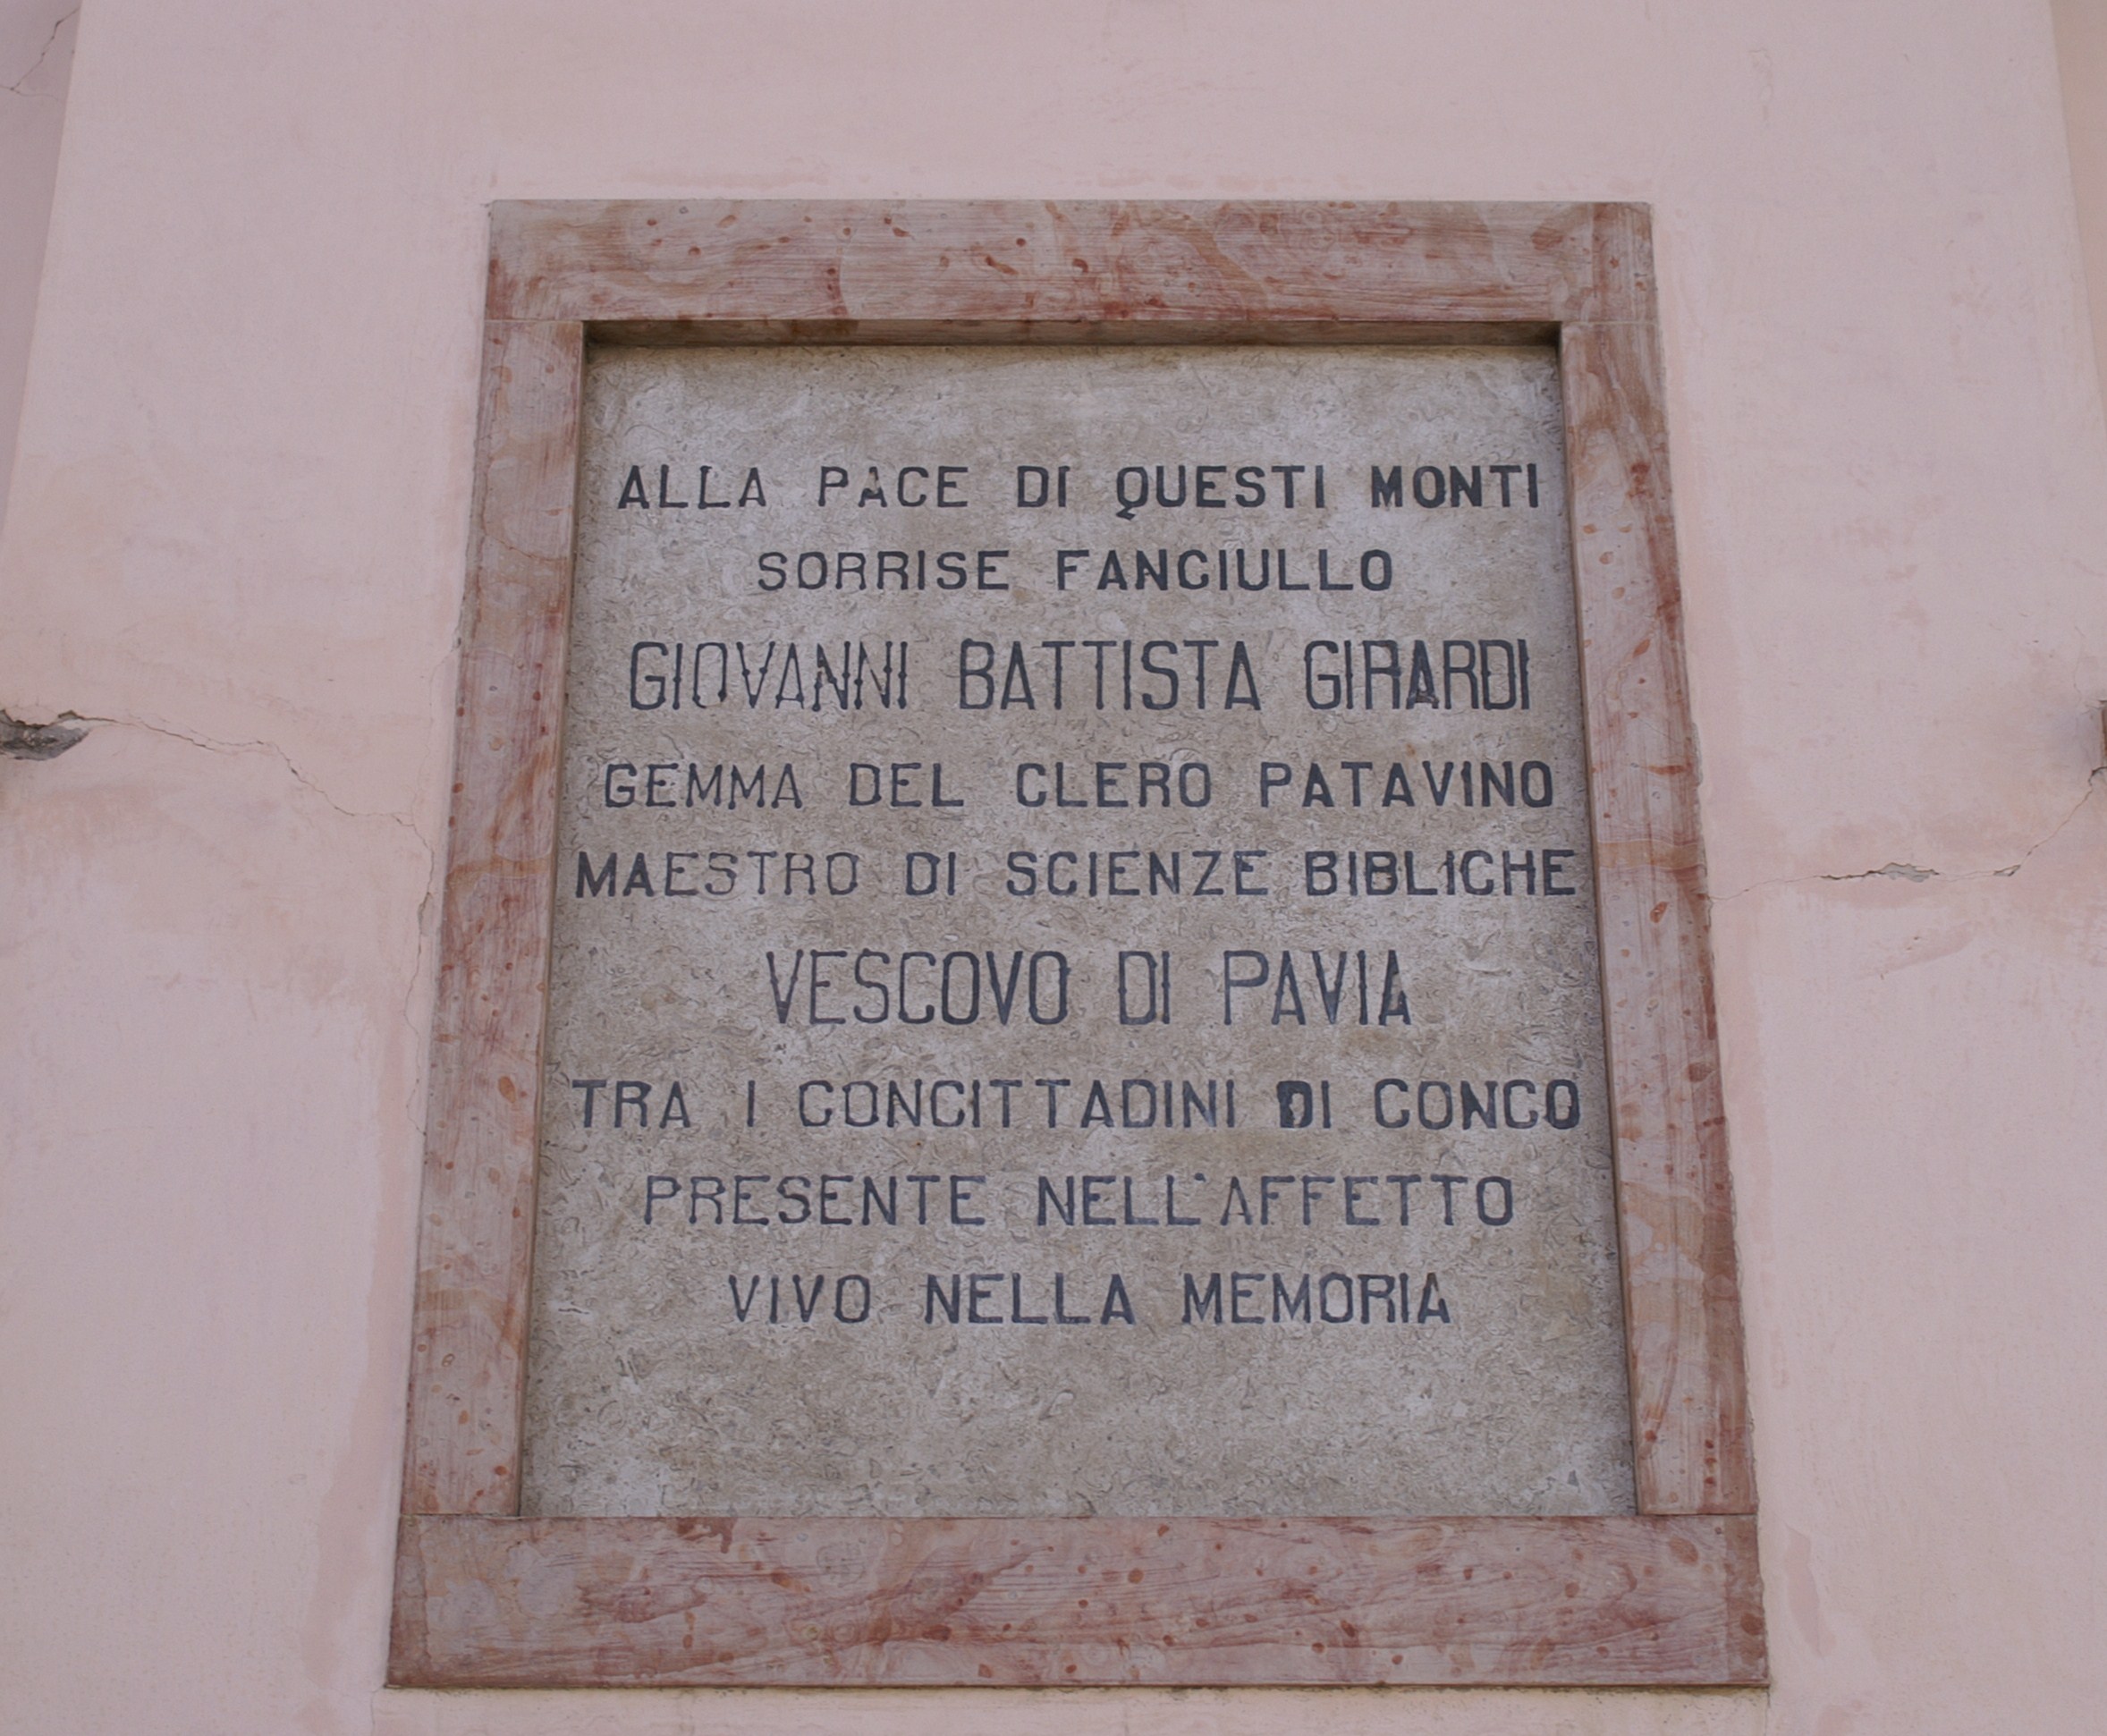 ALLA PACE DI QUESTI MONTI
SORRISE FANCIULLO
GIOVANNI BATTISTA GIRARDI
GEMMA DEL CLERO PATAVINO
MAESTRO DI SCIENZE BIBLICHE
VESCOVO DI PAVIA
TRA I CONCITTADINI DI CONCO
PRESENTE NELL'AFFETTO
VIVO NELLA MEMORIA